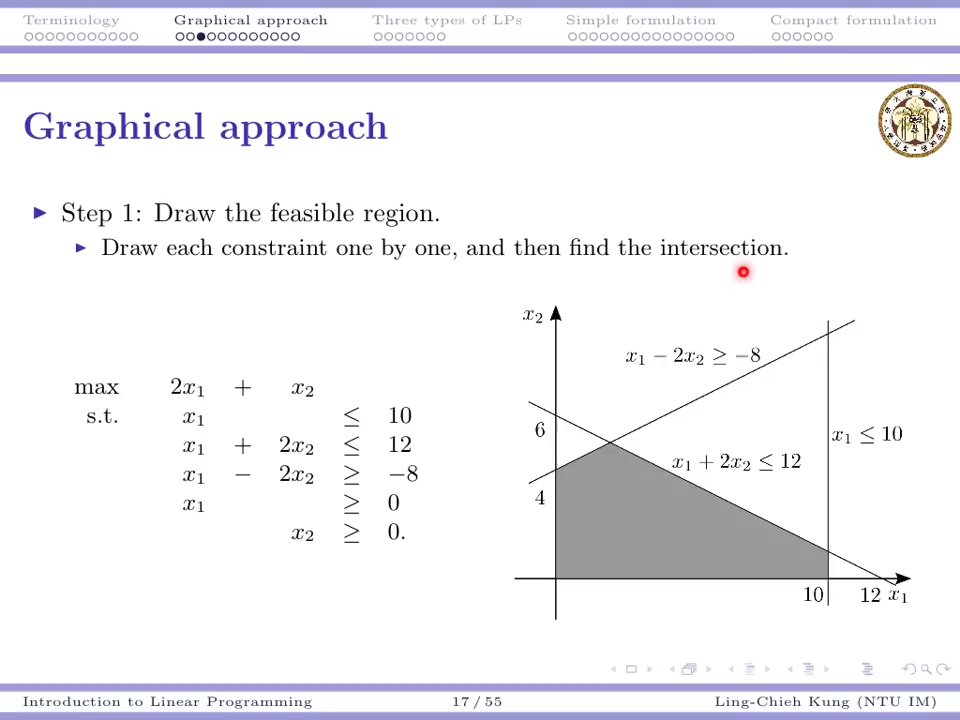 Terminology Graphical approach Three types of LPs Simple formulation Compact formulation
Graphical approach
Step 1: Draw the feasible region.
Draw each constraint one by one, and then find the intersection.
max 2x₁ + x₂
s.t. x₁ ≤ 10
x₁ + 2x₂ ≤ 12
x₁ − 2x₂ ≥ −8
x₁ ≥ 0
x₂ ≥ 0.
x₂
x₁ − 2x₂ ≥ −8
6
x₁ ≤ 10
x₁ + 2x₂ ≤ 12
4
10 12 x₁
Introduction to Linear Programming 17 / 55 Ling-Chieh Kung (NTU IM)